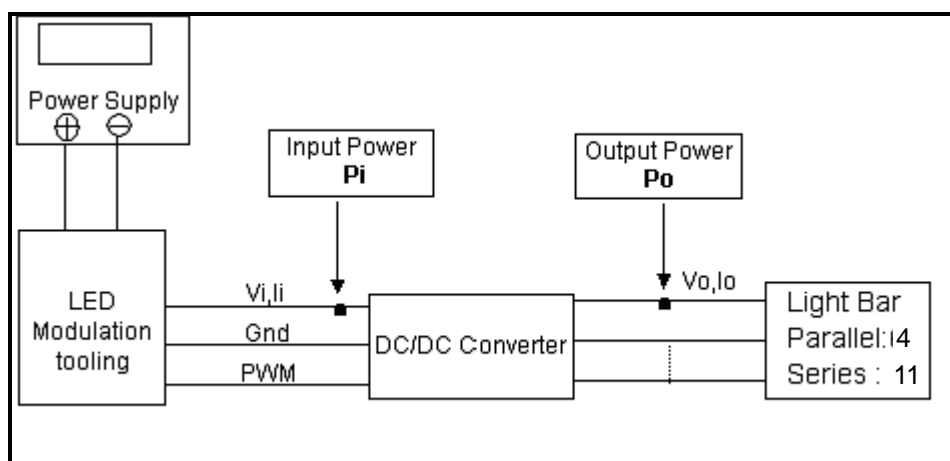 Power Supply
Input Power
Pi
Output Power
Po
LED
Modulation
tooling
Vi,Ii
Gnd
PWM
DC/DC Converter
Vo,Io
Light Bar
Parallel: 4
Series : 11